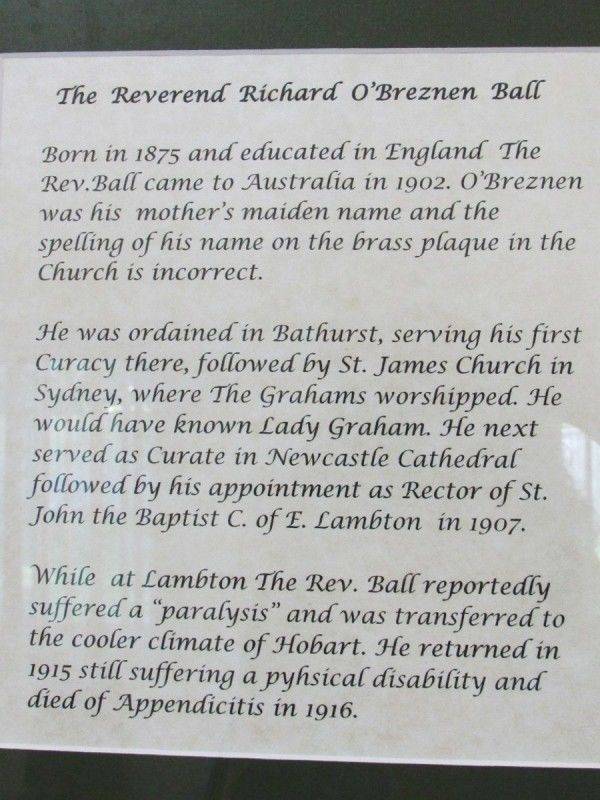 The Reverend Richard O'Breznen Ball
Born in 1875 and educated in England The
Rev.Ball came to Australia in 1902. O'Breznen
was his mother's maiden name and the
spelling of his name on the brass plaque in the
Church is incorrect.
He was ordained in Bathurst, serving his first
Curacy there, followed by St. James Church in
Sydney, where The Grahams worshipped. He
would have known Lady Graham. He next
served as Curate in Newcastle Cathedral
followed by his appointment as Rector of St.
John the Baptist C. of E. Lambton in 1907.
While at Lambton The Rev. Ball reportedly
suffered a "paralysis" and was transferred to
the cooler climate of Hobart. He returned in
1915 still suffering a pyhsical disability and
died of Appendicitis in 1916.